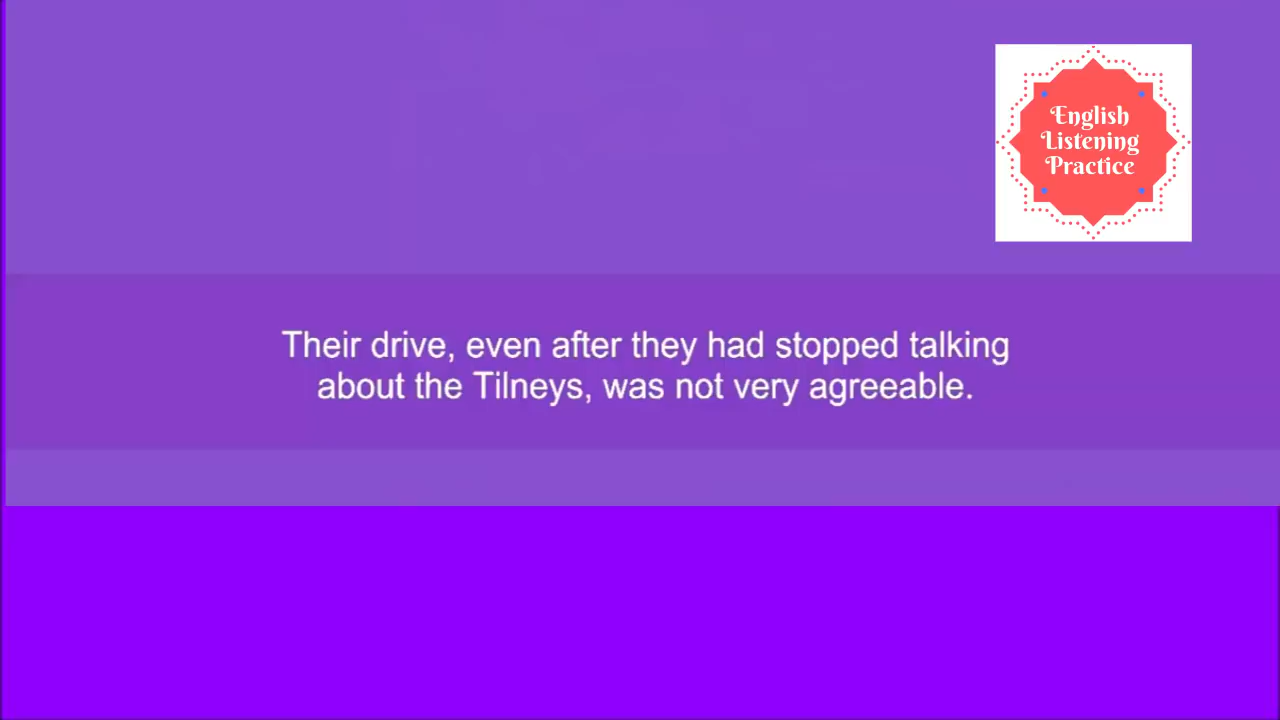 English
Listening
Practice
Their drive, even after they had stopped talking
about the Tilneys, was not very agreeable.